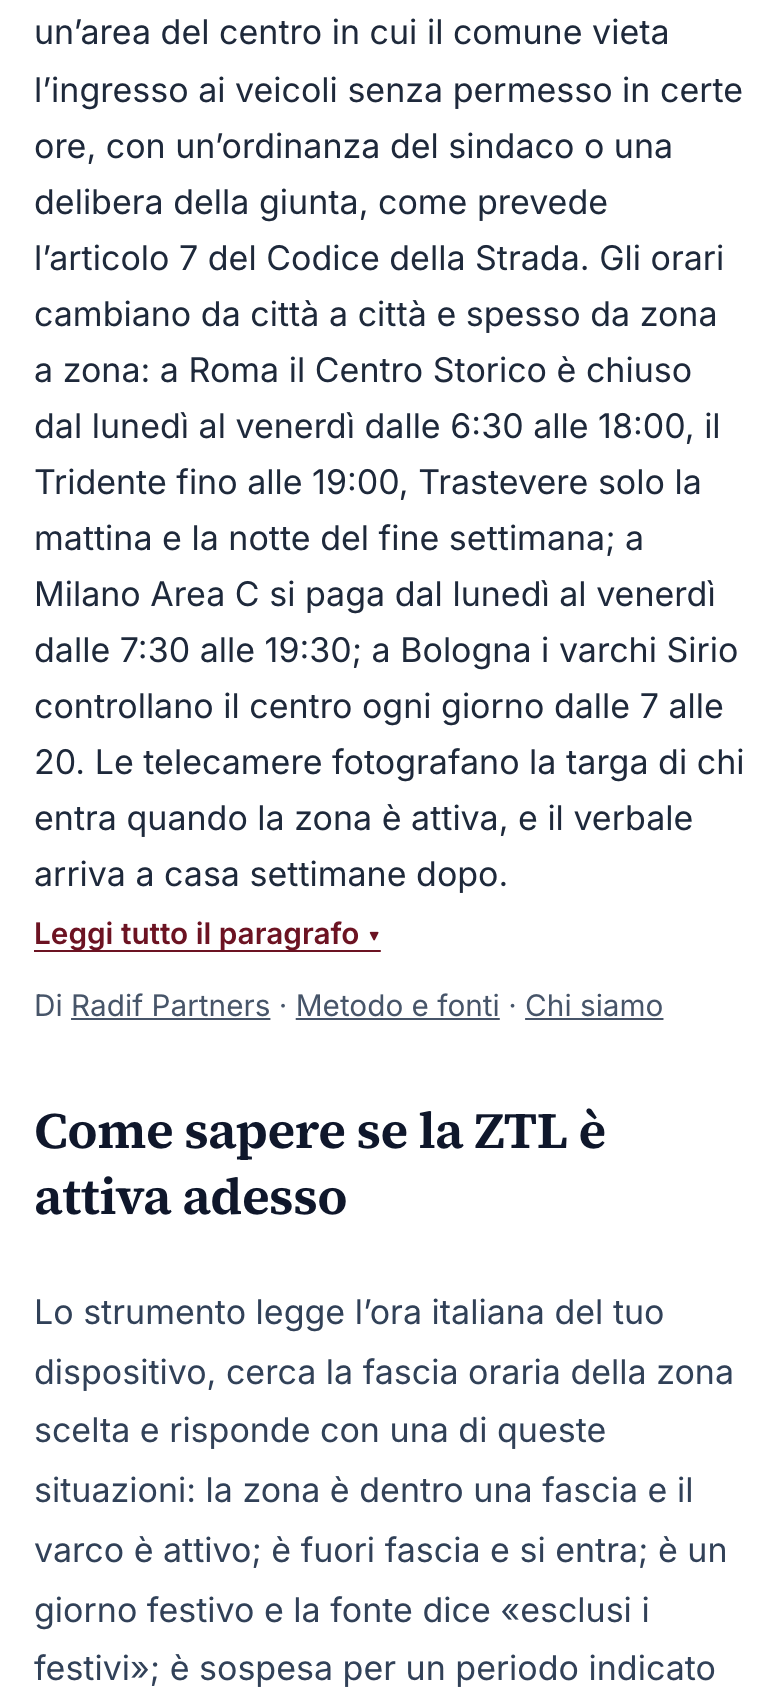 un’area del centro in cui il comune vieta
l’ingresso ai veicoli senza permesso in certe
ore, con un’ordinanza del sindaco o una
delibera della giunta, come prevede
l’articolo 7 del Codice della Strada. Gli orari
cambiano da città a città e spesso da zona
a zona: a Roma il Centro Storico è chiuso
dal lunedì al venerdì dalle 6:30 alle 18:00, il
Tridente fino alle 19:00, Trastevere solo la
mattina e la notte del fine settimana; a
Milano Area C si paga dal lunedì al venerdì
dalle 7:30 alle 19:30; a Bologna i varchi Sirio
controllano il centro ogni giorno dalle 7 alle
20. Le telecamere fotografano la targa di chi
entra quando la zona è attiva, e il verbale
arriva a casa settimane dopo.
Leggi tutto il paragrafo ▾
Di Radif Partners · Metodo e fonti · Chi siamo
Come sapere se la ZTL è
attiva adesso
Lo strumento legge l’ora italiana del tuo
dispositivo, cerca la fascia oraria della zona
scelta e risponde con una di queste
situazioni: la zona è dentro una fascia e il
varco è attivo; è fuori fascia e si entra; è un
giorno festivo e la fonte dice «esclusi i
festivi»; è sospesa per un periodo indicato